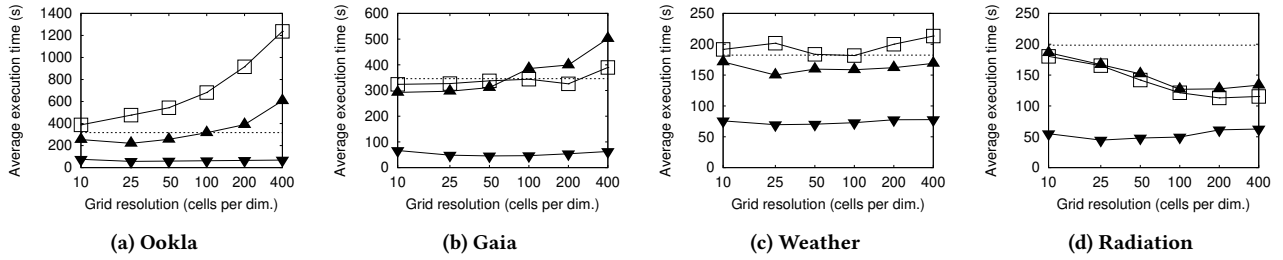 Average execution time (s)
1400
1200
1000
800
600
400
200
0
10 25 50 100 200 400
Grid resolution (cells per dim.)
(a) Ookla
Average execution time (s)
600
500
400
300
200
100
0
10 25 50 100 200 400
Grid resolution (cells per dim.)
(b) Gaia
Average execution time (s)
250
200
150
100
50
0
10 25 50 100 200 400
Grid resolution (cells per dim.)
(c) Weather
Average execution time (s)
250
200
150
100
50
0
10 25 50 100 200 400
Grid resolution (cells per dim.)
(d) Radiation